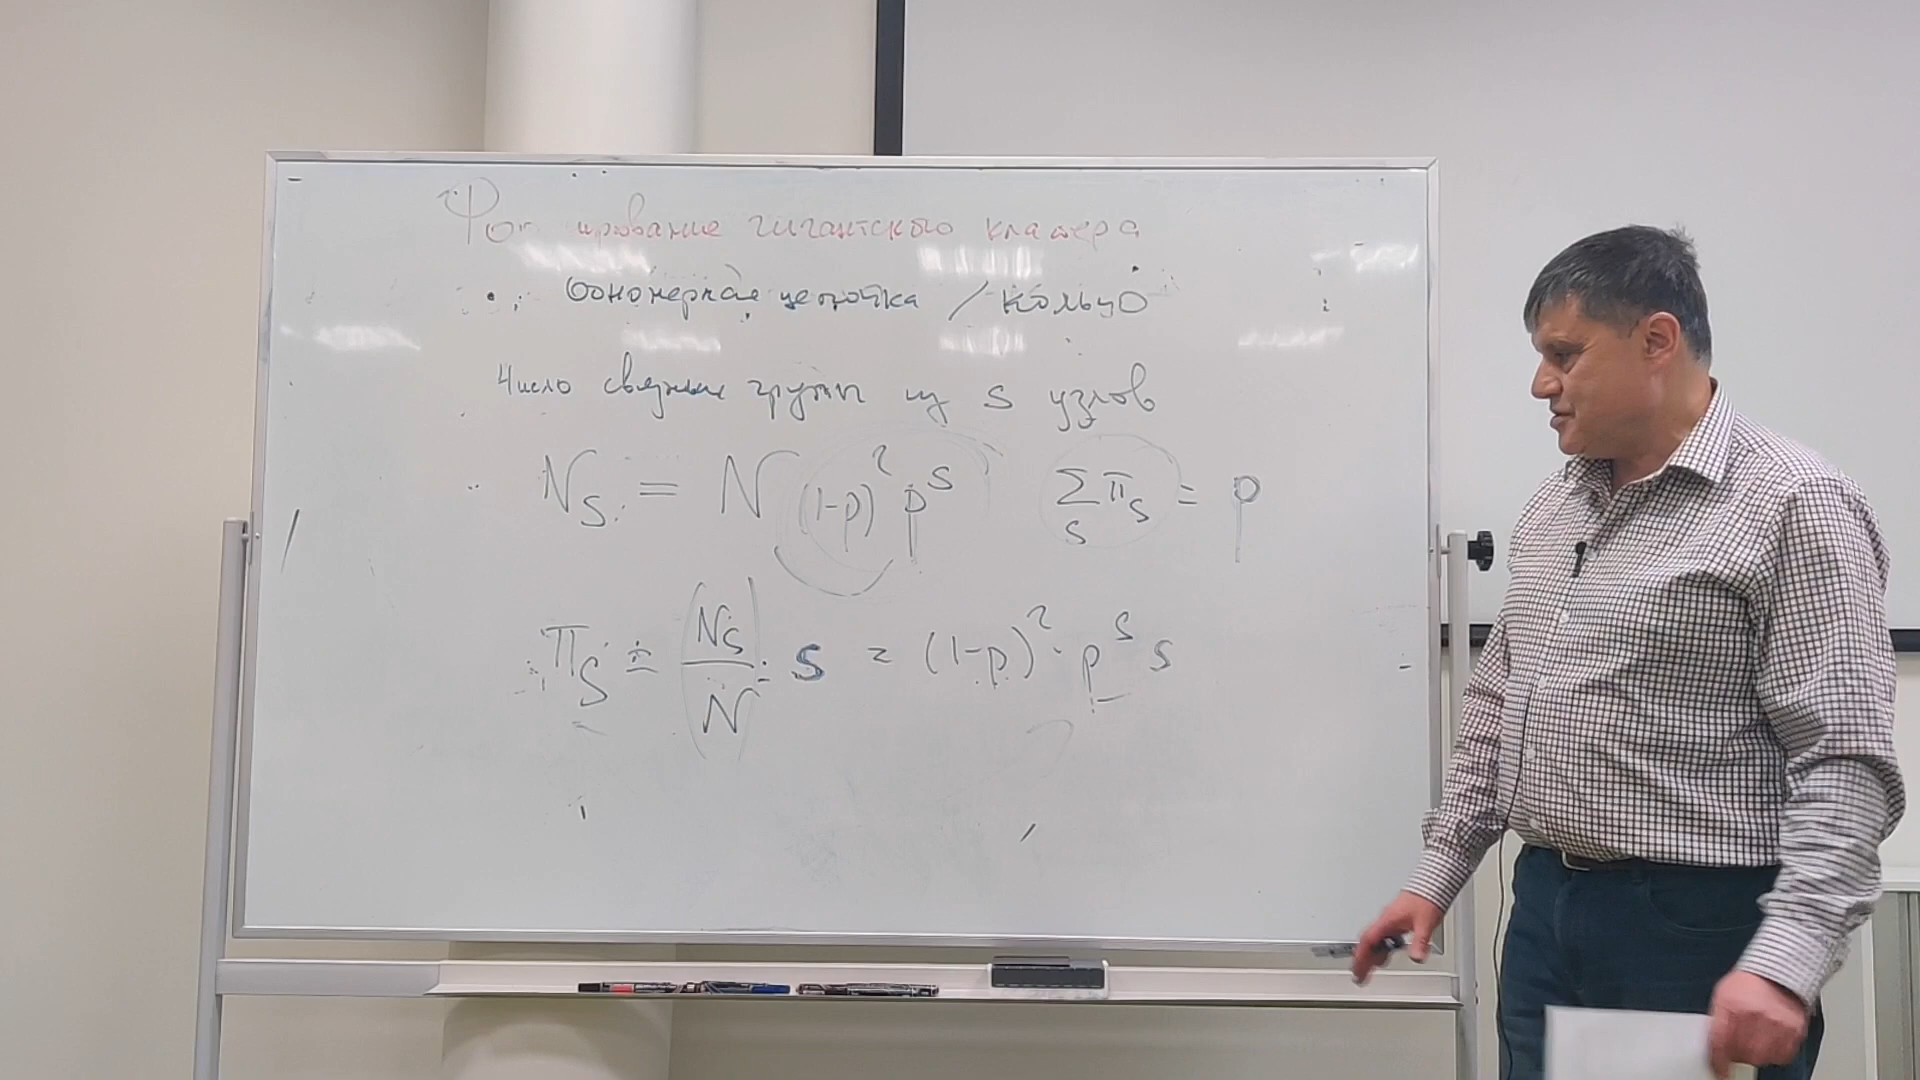 Формирование гигантского кластера
Одномерная цепочка / кольцо
Число связных групп из s узлов
N_S = N (1-p)^2 p^S    ∑_S π_S = p
π_S = (N_S / N) · S = (1-p)^2 · p^S S